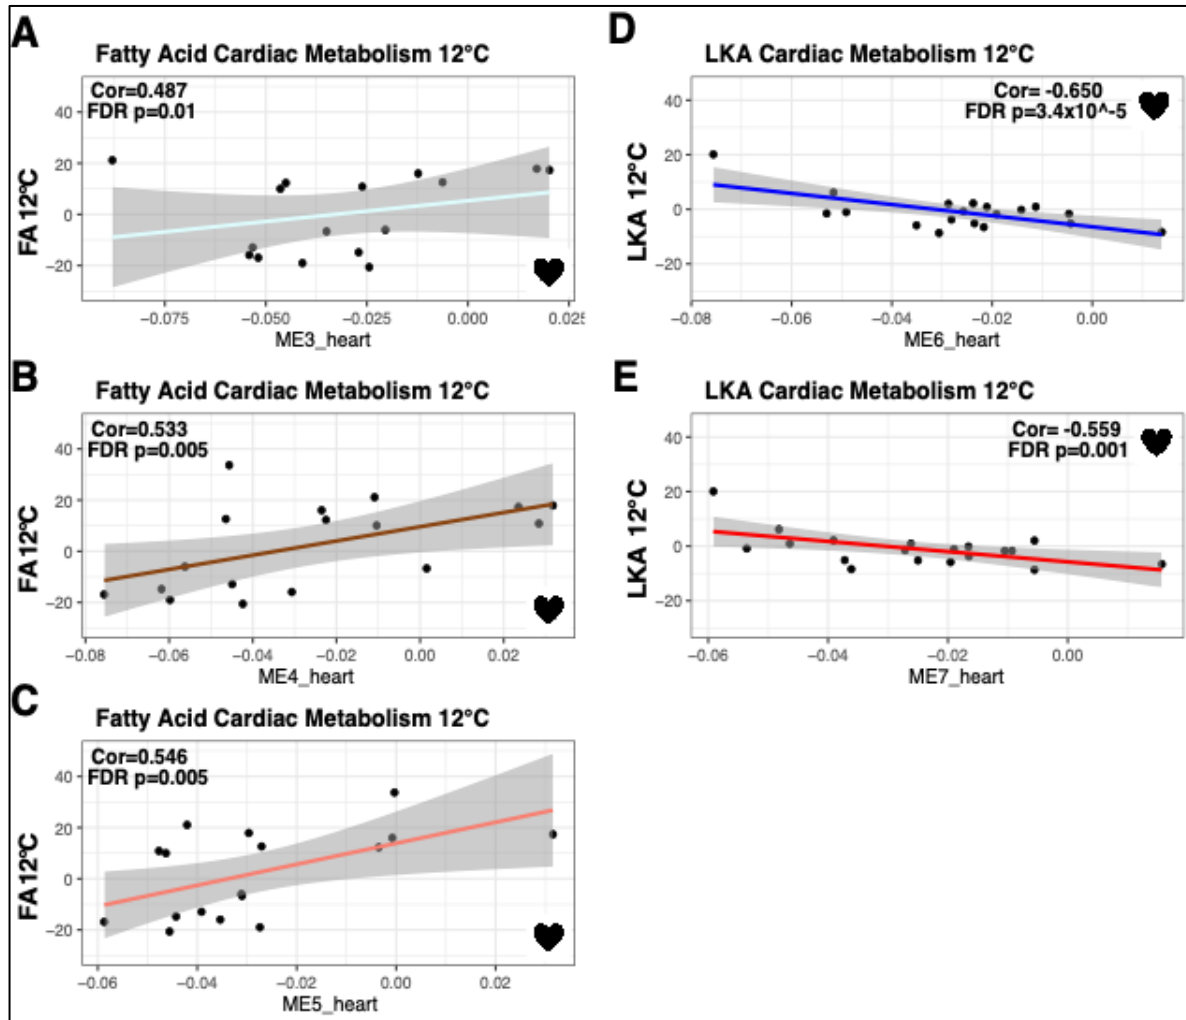 A
Fatty Acid Cardiac Metabolism 12°C
Cor=0.487
FDR p=0.01
FA 12°C
40
20
0
−20
−0.075 −0.050 −0.025 0.000 0.025
ME3_heart
B
Fatty Acid Cardiac Metabolism 12°C
Cor=0.533
FDR p=0.005
FA 12°C
40
20
0
−20
−0.08 −0.06 −0.04 −0.02 0.00 0.02
ME4_heart
C
Fatty Acid Cardiac Metabolism 12°C
Cor=0.546
FDR p=0.005
FA 12°C
40
20
0
−20
−0.06 −0.04 −0.02 0.00 0.02
ME5_heart
D
LKA Cardiac Metabolism 12°C
Cor= -0.650
FDR p=3.4x10^-5
LKA 12°C
40
20
0
−20
−0.08 −0.06 −0.04 −0.02 0.00
ME6_heart
E
LKA Cardiac Metabolism 12°C
Cor= -0.559
FDR p=0.001
LKA 12°C
40
20
0
−20
−0.06 −0.04 −0.02 0.00
ME7_heart